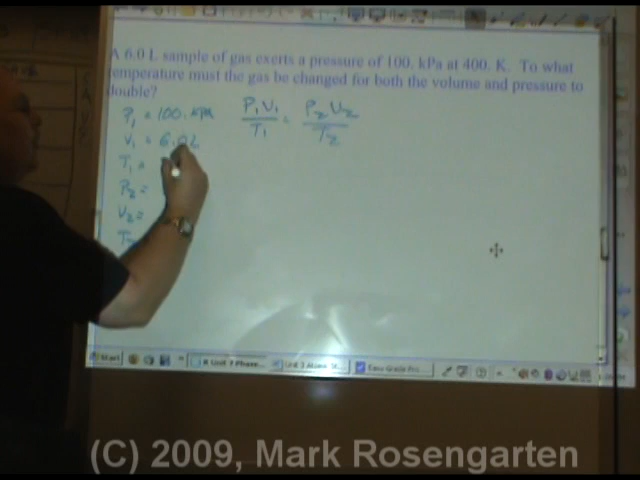 A 6.0 L sample of gas exerts a pressure of 100. kPa at 400. K. To what
temperature must the gas be changed for both the volume and pressure to
double?
P₁ = 100. kPa
V₁ = 6.0L
T₁ =
P₂ =
V₂ =
P₁V₁ / T₁ = P₂V₂ / T₂
Start
(C) 2009, Mark Rosengarten